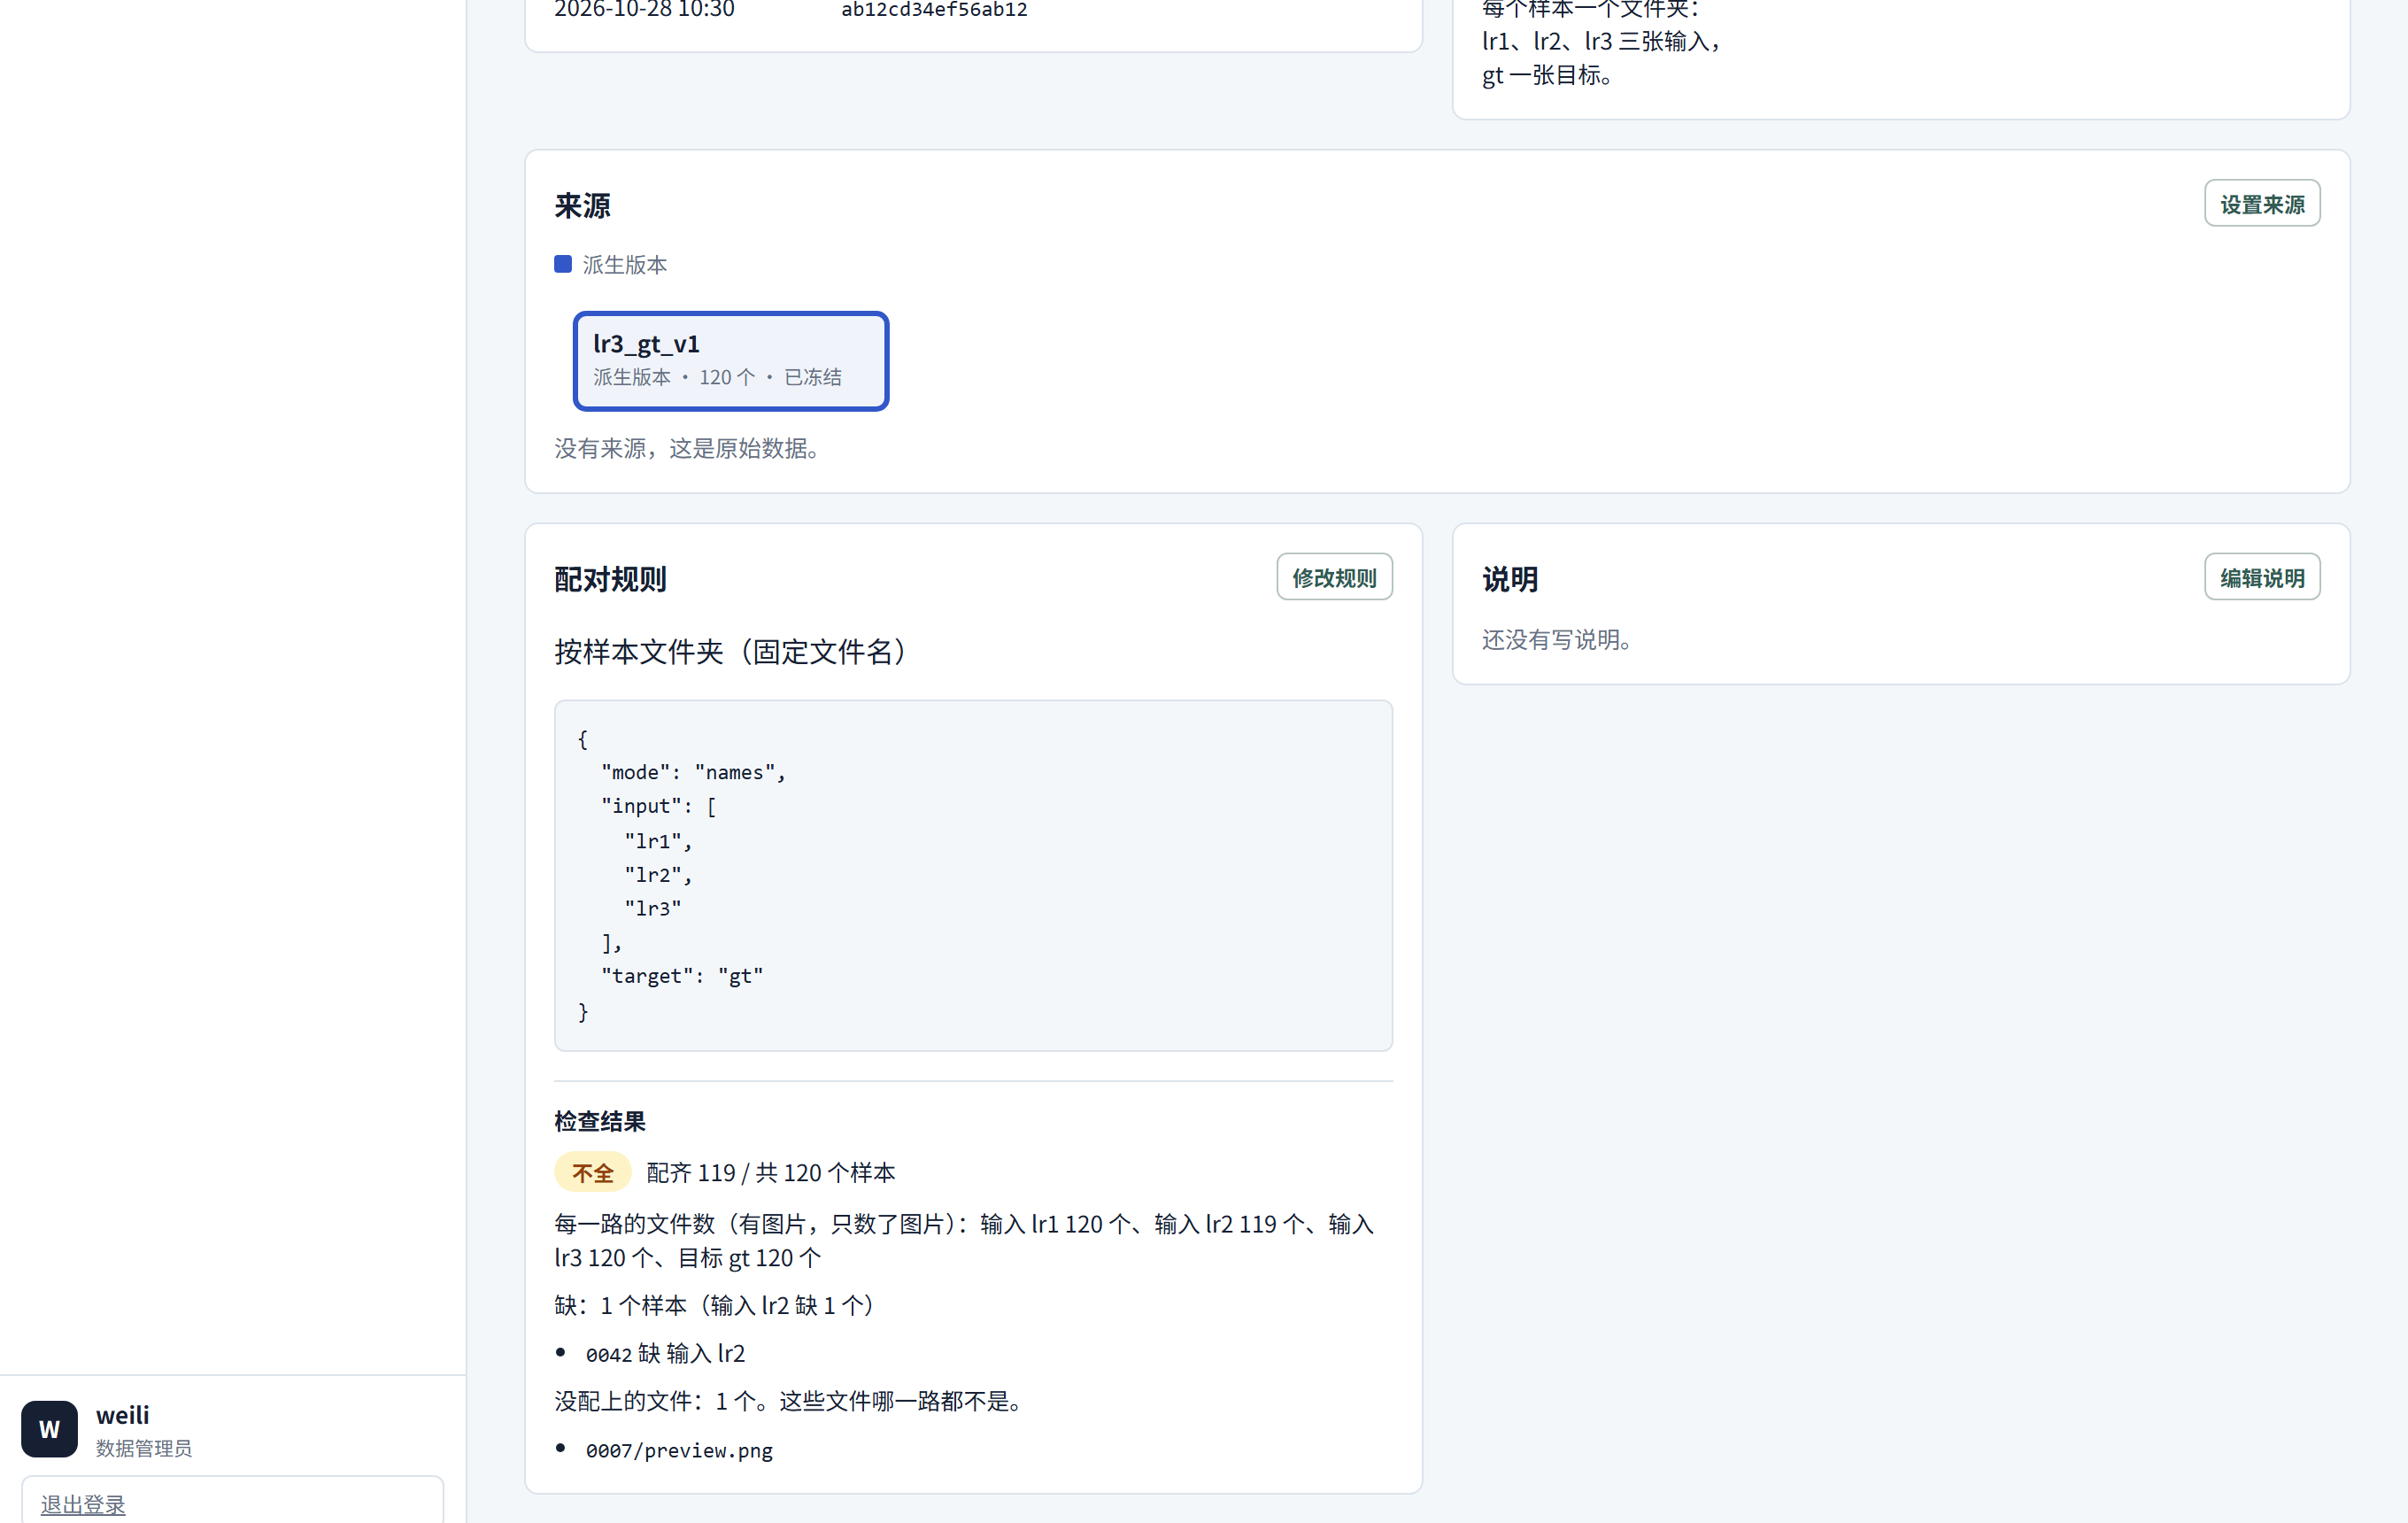 2026-10-28 10:30
ab12cd34ef56ab12
每个样本一个文件夹：
lr1、lr2、lr3 三张输入，
gt 一张目标。
来源
设置来源
派生版本
lr3_gt_v1
派生版本 · 120 个 · 已冻结
没有来源，这是原始数据。
配对规则
修改规则
按样本文件夹（固定文件名）
{
  "mode": "names",
  "input": [
    "lr1",
    "lr2",
    "lr3"
  ],
  "target": "gt"
}
检查结果
不全 配齐 119 / 共 120 个样本
每一路的文件数（有图片，只数了图片）：输入 lr1 120 个、输入 lr2 119 个、输入
lr3 120 个、目标 gt 120 个
缺：1 个样本（输入 lr2 缺 1 个）
• 0042 缺 输入 lr2
没配上的文件：1 个。这些文件哪一路都不是。
• 0007/preview.png
说明
编辑说明
还没有写说明。
W
weili
数据管理员
退出登录